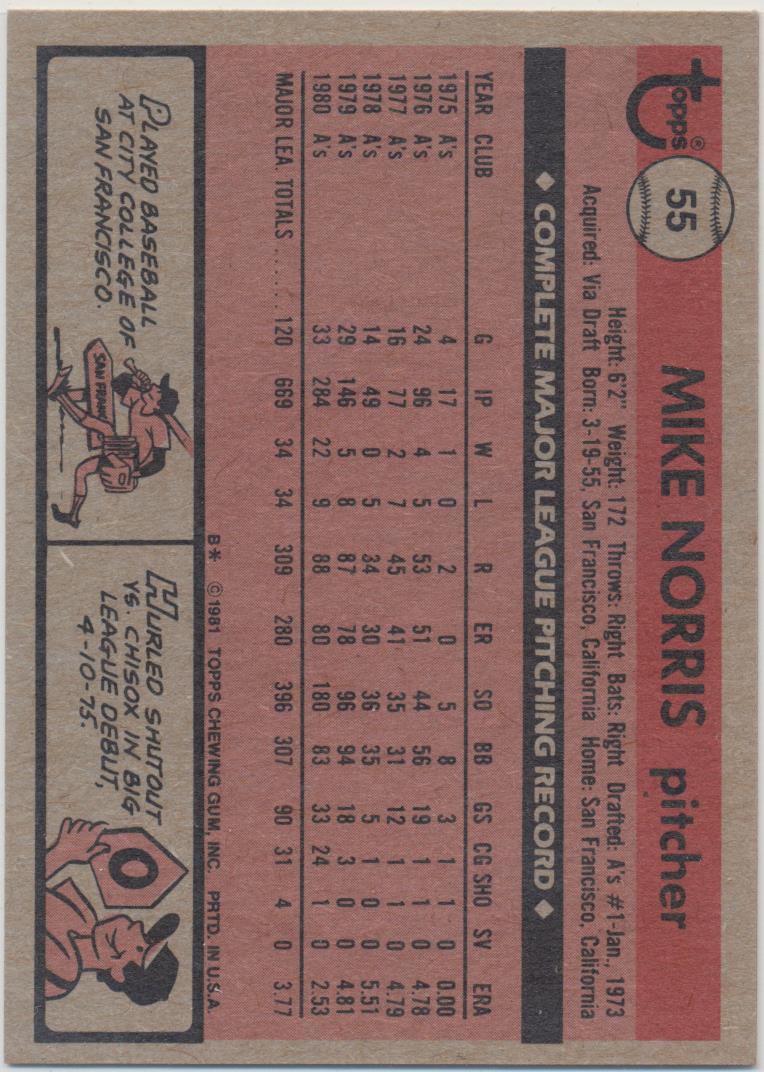 topps®
55
MIKE NORRIS pitcher
Height: 6'2" Weight: 172 Throws: Right Bats: Right Drafted: A's #1-Jan., 1973
Acquired: Via Draft Born: 3-19-55, San Francisco, California Home: San Francisco, California
◆ COMPLETE MAJOR LEAGUE PITCHING RECORD ◆
YEAR CLUB G IP W L R ER SO BB GS CG SHO SV ERA
1975 A's 4 17 1 0 2 0 5 8 3 1 1 0 0.00
1976 A's 24 96 4 5 53 51 44 56 19 1 1 0 4.78
1977 A's 16 77 2 7 45 41 35 31 12 1 1 0 4.79
1978 A's 14 49 0 5 34 30 36 35 5 1 0 0 5.51
1979 A's 29 146 5 8 87 78 96 94 18 3 0 0 4.81
1980 A's 33 284 22 9 88 80 180 83 33 24 1 0 2.53
MAJOR LEA. TOTALS ...... 120 669 34 34 309 280 396 307 90 31 4 0 3.77
B* ©1981 TOPPS CHEWING GUM, INC. PRTD. IN U.S.A.
PLAYED BASEBALL
AT CITY COLLEGE OF
SAN FRANCISCO.
SAN FRAN
HURLED SHUTOUT
VS. CHISOX IN BIG
LEAGUE DEBUT,
4-10-75.
0